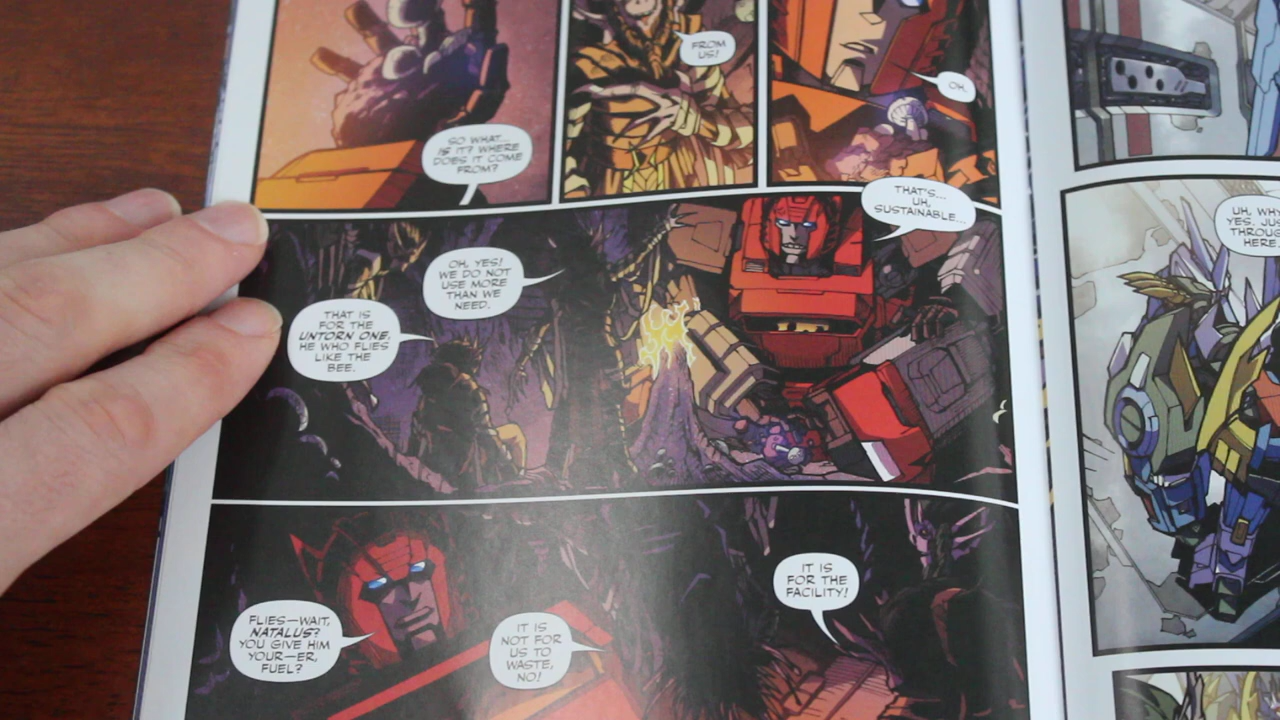 SO WHAT...
IS IT? WHERE
DOES IT COME
FROM?
FROM
US!
OH.
THAT'S...
UH,
SUSTAINABLE...
OH, YES!
WE DO NOT
USE MORE
THAN WE
NEED.
THAT IS
FOR THE
UNTORN ONE.
HE WHO FLIES
LIKE THE
BEE.
FLIES—WAIT,
NATALUS?
YOU GIVE HIM
YOUR—ER,
FUEL?
IT IS
NOT FOR
US TO
WASTE,
NO!
IT IS
FOR THE
FACILITY!
UH, WHY
YES. JUS
THROUG
HERE